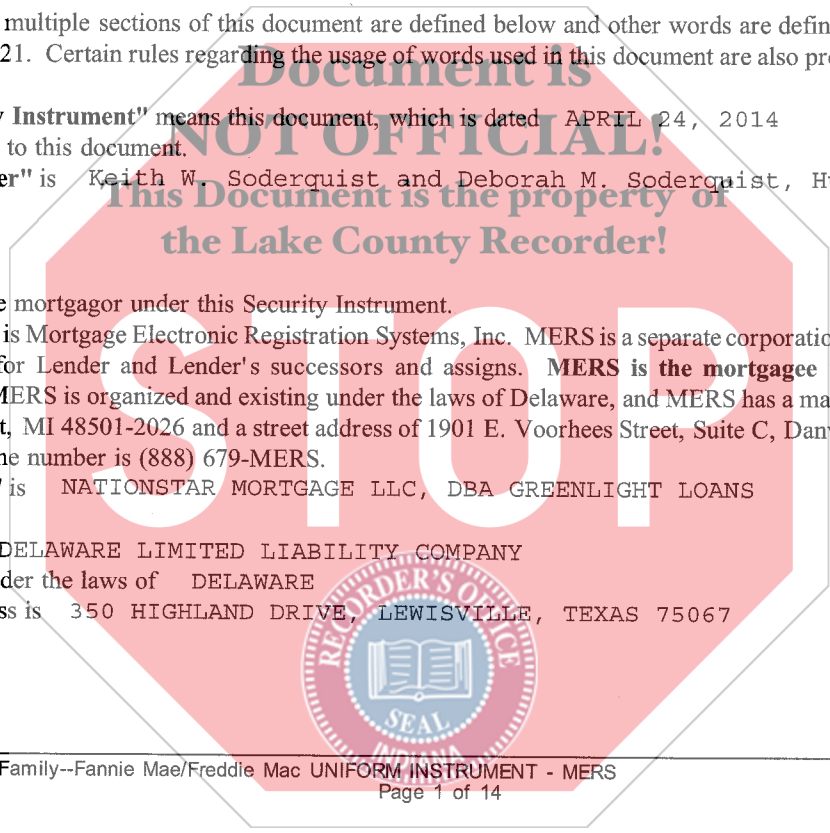 multiple sections of this document are defined below and other words are defin
21. Certain rules regarding the usage of words used in this document are also pr
Document is
Instrument" means this document, which is dated APRIL 24, 2014
NOT OFFICIAL!
to this document.
er" is Keith W. Soderquist and Deborah M. Soderquist, H
This Document is the property of
the Lake County Recorder!
e mortgagor under this Security Instrument.
is Mortgage Electronic Registration Systems, Inc. MERS is a separate corporatio
for Lender and Lender's successors and assigns. MERS is the mortgagee
MERS is organized and existing under the laws of Delaware, and MERS has a ma
t, MI 48501-2026 and a street address of 1901 E. Voorhees Street, Suite C, Danv
ne number is (888) 679-MERS.
STOP
" is NATIONSTAR MORTGAGE LLC, DBA GREENLIGHT LOANS
DELAWARE LIMITED LIABILITY COMPANY
der the laws of DELAWARE
ss is 350 HIGHLAND DRIVE, LEWISVILLE, TEXAS 75067
RECORDER'S OFFICE
SEAL
INDIANA
Family--Fannie Mae/Freddie Mac UNIFORM INSTRUMENT - MERS
Page 1 of 14